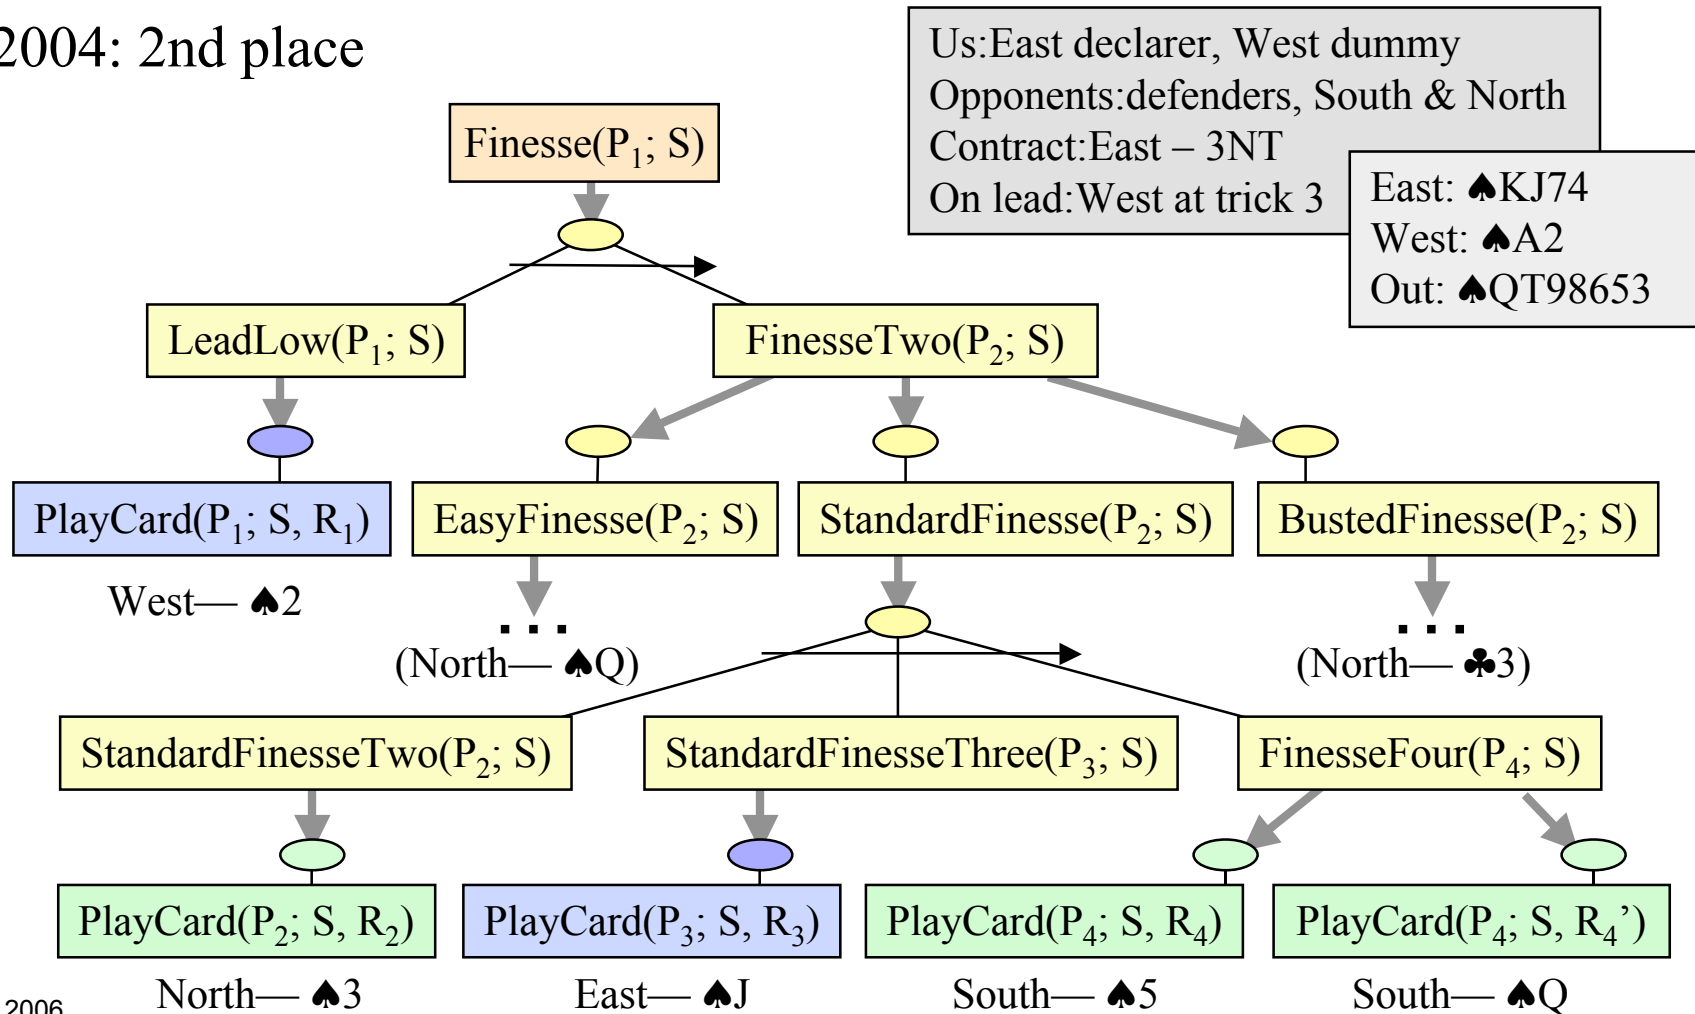 2004: 2nd place
Us:East declarer, West dummy
Opponents:defenders, South & North
Contract:East – 3NT
On lead:West at trick 3
East: ♠KJ74
West: ♠A2
Out: ♠QT98653
Finesse(P₁; S)
LeadLow(P₁; S)
FinesseTwo(P₂; S)
PlayCard(P₁; S, R₁)
EasyFinesse(P₂; S)
StandardFinesse(P₂; S)
BustedFinesse(P₂; S)
West— ♠2
. . .
. . .
(North— ♠Q)
(North— ♣3)
StandardFinesseTwo(P₂; S)
StandardFinesseThree(P₃; S)
FinesseFour(P₄; S)
PlayCard(P₂; S, R₂)
PlayCard(P₃; S, R₃)
PlayCard(P₄; S, R₄)
PlayCard(P₄; S, R₄’)
North— ♠3
East— ♠J
South— ♠5
South— ♠Q
2006